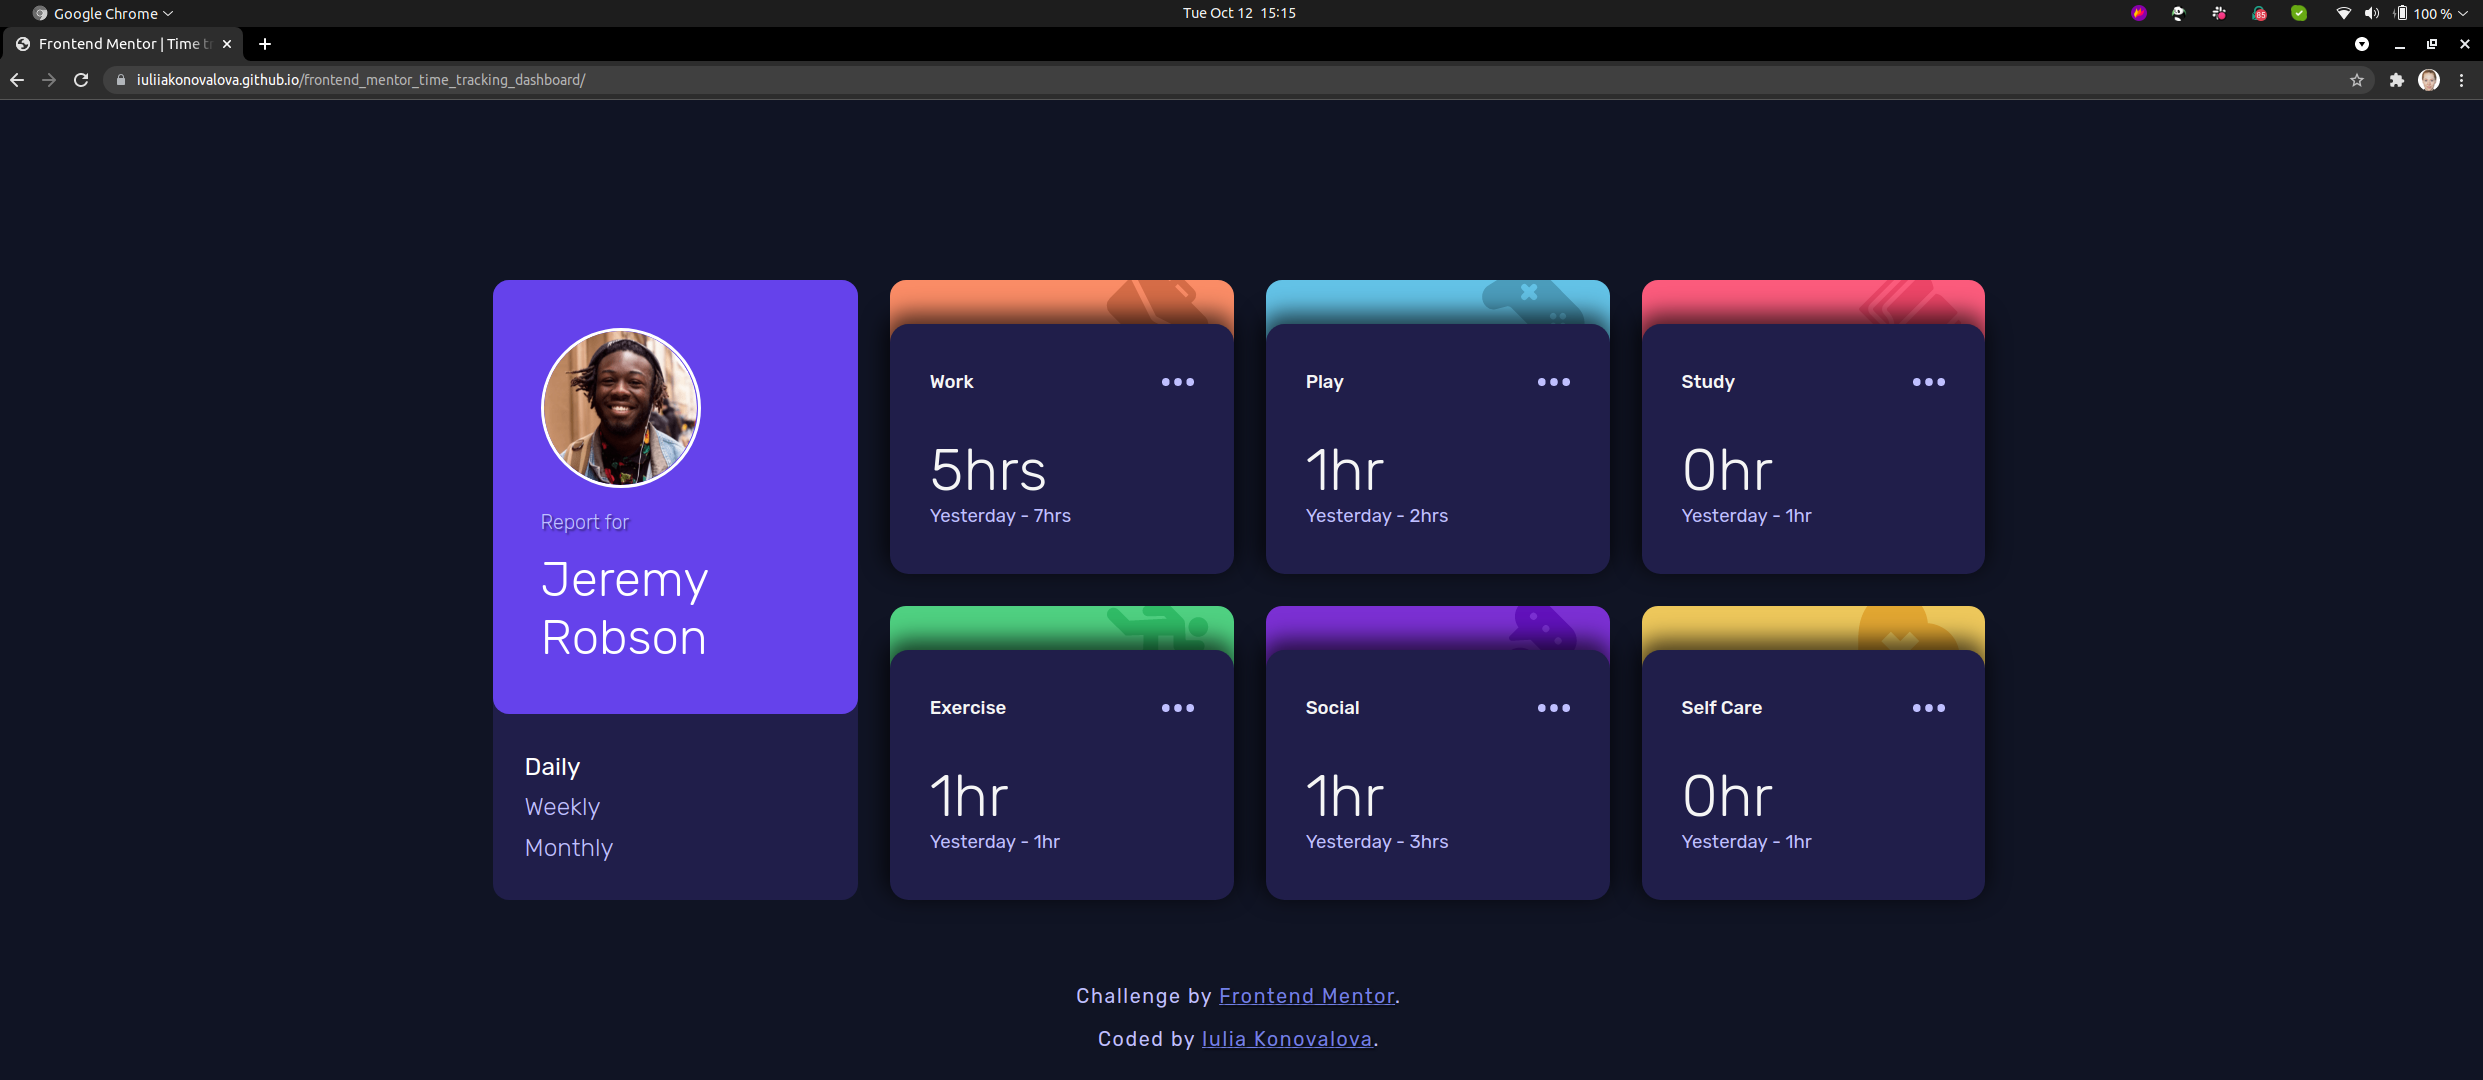 Google Chrome
Tue Oct 12 15:15
100 %
Frontend Mentor | Time t
iuliiakonovalova.github.io/frontend_mentor_time_tracking_dashboard/
Report for
Jeremy
Robson
Daily
Weekly
Monthly
Work
5hrs
Yesterday - 7hrs
Play
1hr
Yesterday - 2hrs
Study
0hr
Yesterday - 1hr
Exercise
1hr
Yesterday - 1hr
Social
1hr
Yesterday - 3hrs
Self Care
0hr
Yesterday - 1hr
Challenge by Frontend Mentor.
Coded by Iulia Konovalova.